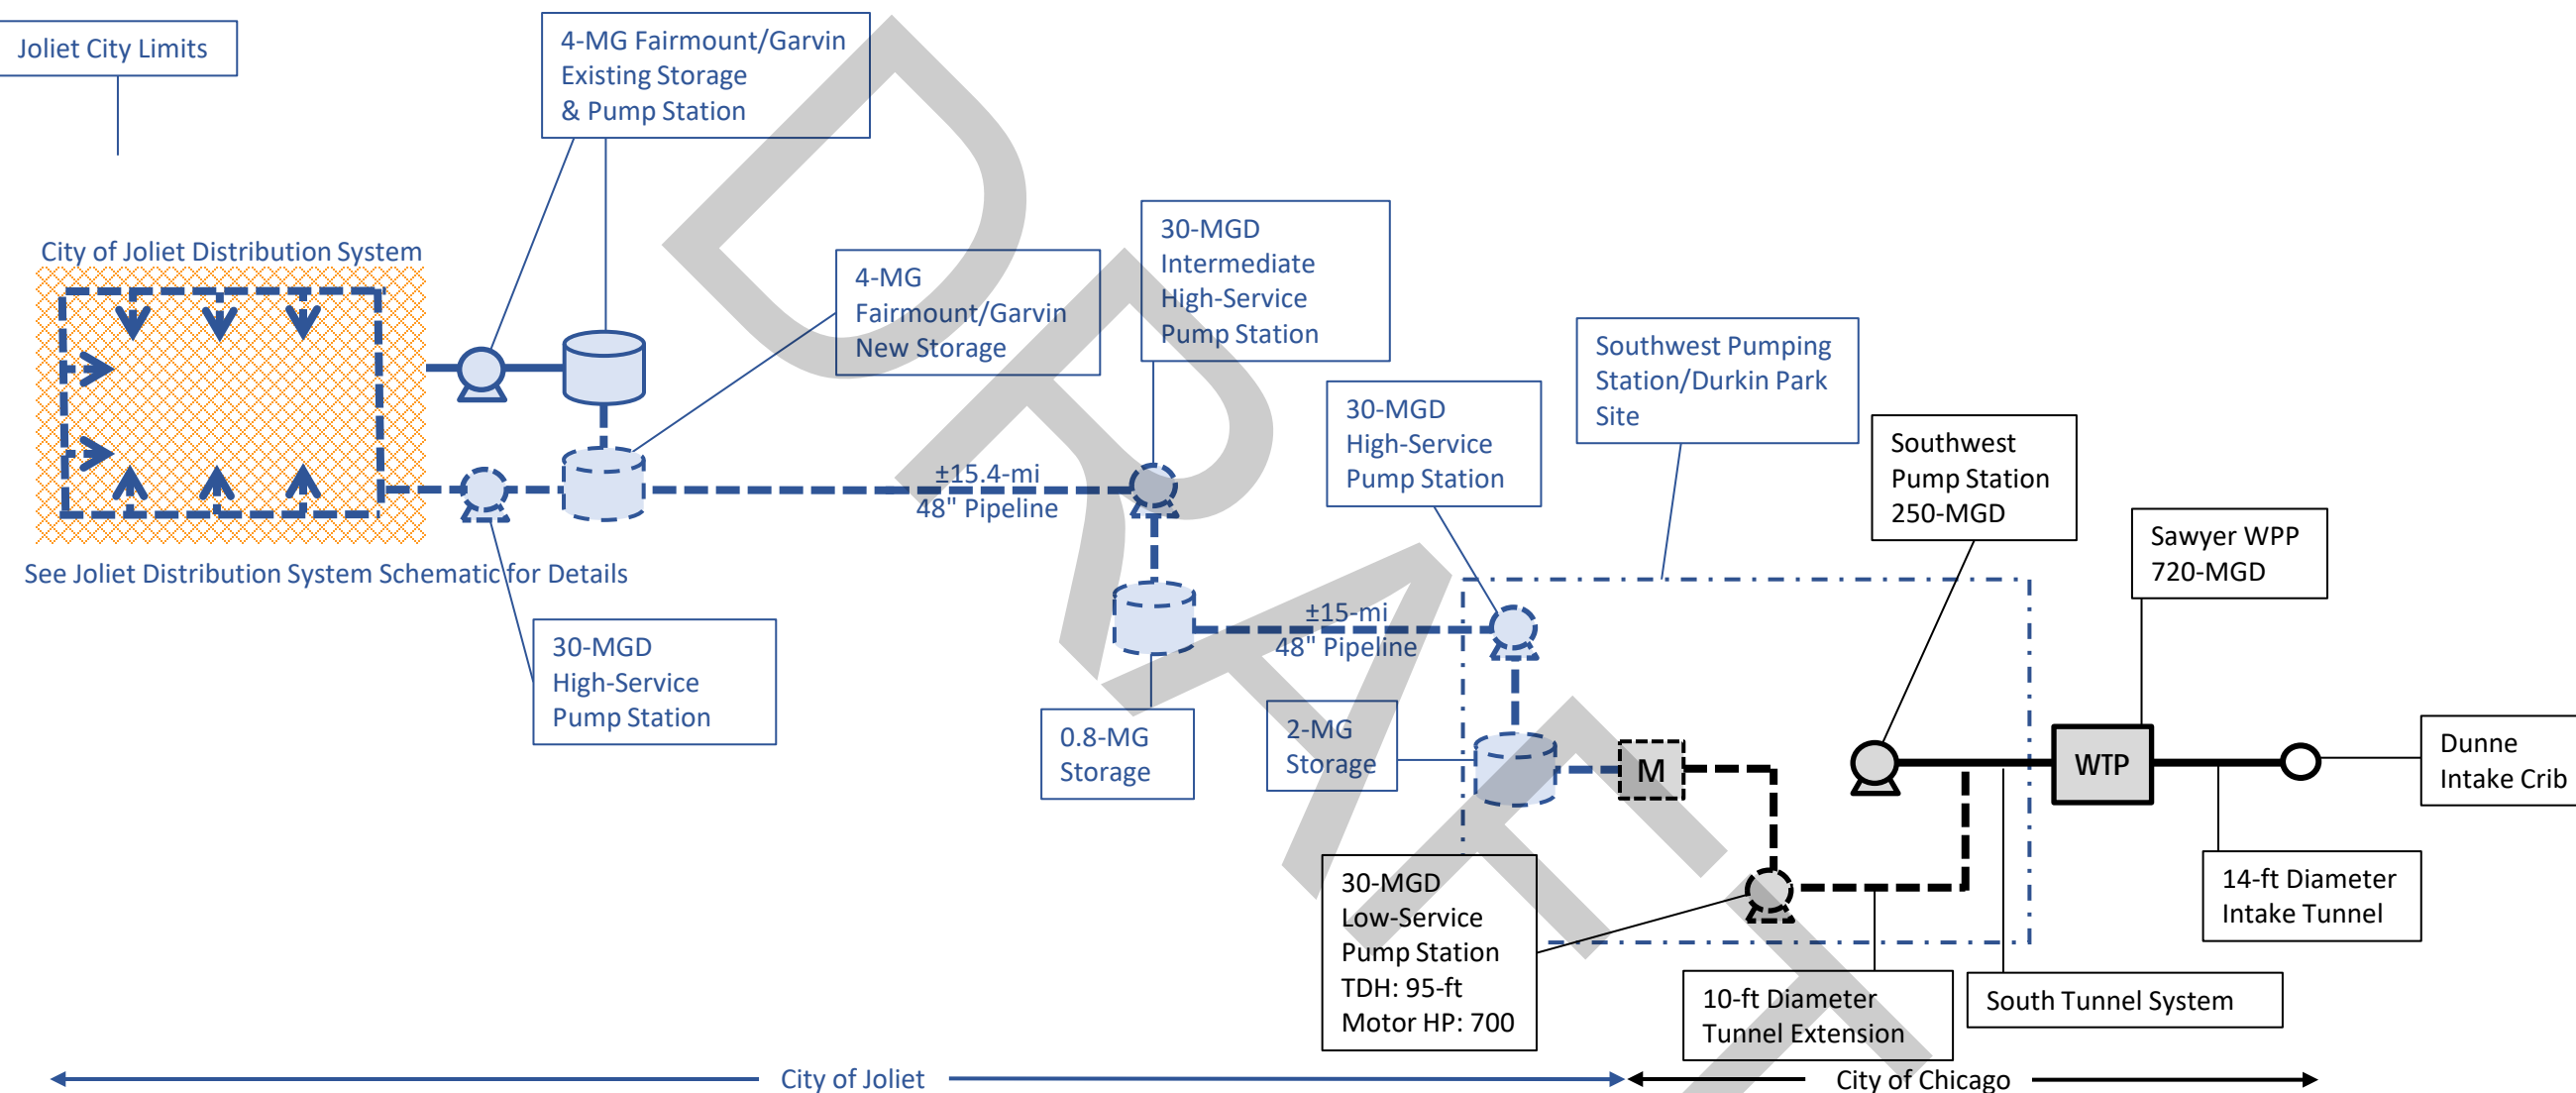 Joliet City Limits
4-MG Fairmount/Garvin
Existing Storage
& Pump Station
City of Joliet Distribution System
4-MG
Fairmount/Garvin
New Storage
30-MGD
Intermediate
High-Service
Pump Station
30-MGD
High-Service
Pump Station
Southwest Pumping
Station/Durkin Park
Site
Southwest
Pump Station
250-MGD
Sawyer WPP
720-MGD
±15.4-mi
48" Pipeline
See Joliet Distribution System Schematic for Details
±15-mi
48" Pipeline
30-MGD
High-Service
Pump Station
0.8-MG
Storage
2-MG
Storage
M
WTP
Dunne
Intake Crib
30-MGD
Low-Service
Pump Station
TDH: 95-ft
Motor HP: 700
14-ft Diameter
Intake Tunnel
10-ft Diameter
Tunnel Extension
South Tunnel System
City of Joliet
City of Chicago
DRAFT